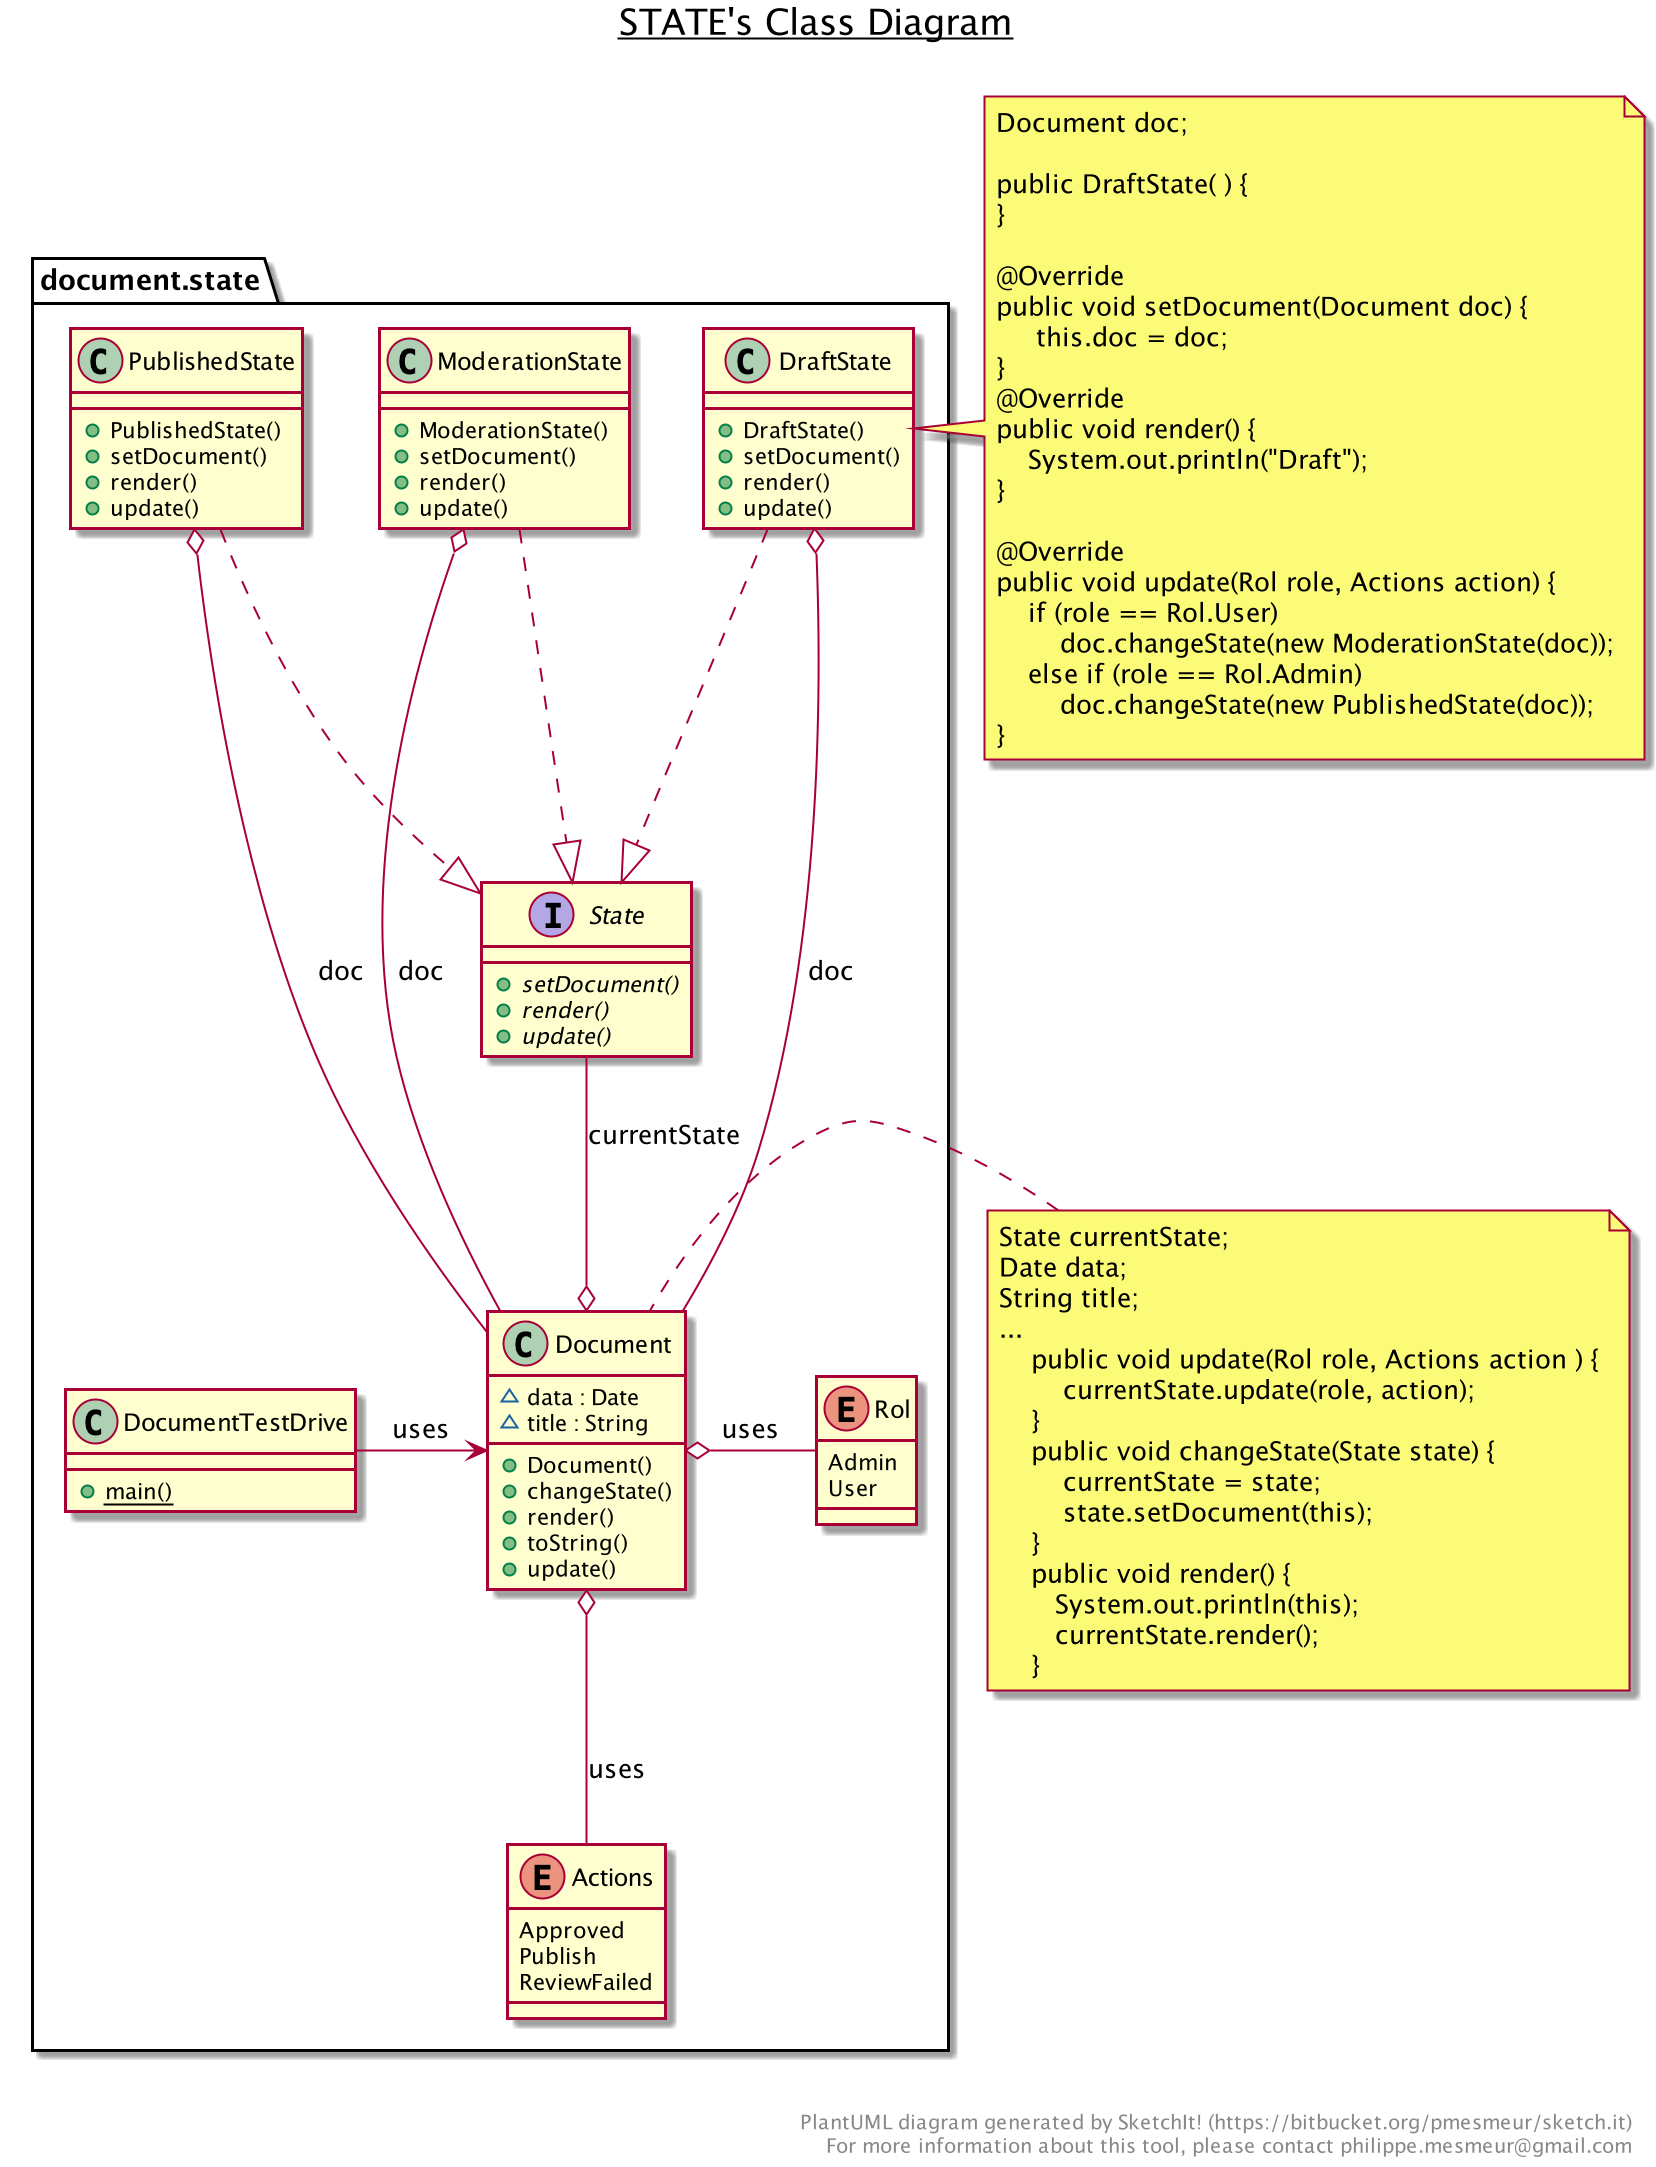 STATE's Class Diagram
Document doc;
public DraftState( ) {
}
@Override
public void setDocument(Document doc) {
this.doc = doc;
}
@Override
public void render() {
System.out.println("Draft");
}
@Override
public void update(Rol role, Actions action) {
if (role == Rol.User)
doc.changeState(new ModerationState(doc));
else if (role == Rol.Admin)
doc.changeState(new PublishedState(doc));
}
document.state
C PublishedState
PublishedState()
setDocument()
render()
update()
C ModerationState
ModerationState()
setDocument()
render()
update()
C DraftState
DraftState()
setDocument()
render()
update()
I State
setDocument()
render()
update()
doc
doc
doc
currentState
C Document
data : Date
title : String
Document()
changeState()
render()
toString()
update()
C DocumentTestDrive
main()
uses
uses
E Rol
Admin
User
State currentState;
Date data;
String title;
...
public void update(Rol role, Actions action ) {
currentState.update(role, action);
}
public void changeState(State state) {
currentState = state;
state.setDocument(this);
}
public void render() {
System.out.println(this);
currentState.render();
}
uses
E Actions
Approved
Publish
ReviewFailed
PlantUML diagram generated by SketchIt! (https://bitbucket.org/pmesmeur/sketch.it)
For more information about this tool, please contact philippe.mesmeur@gmail.com